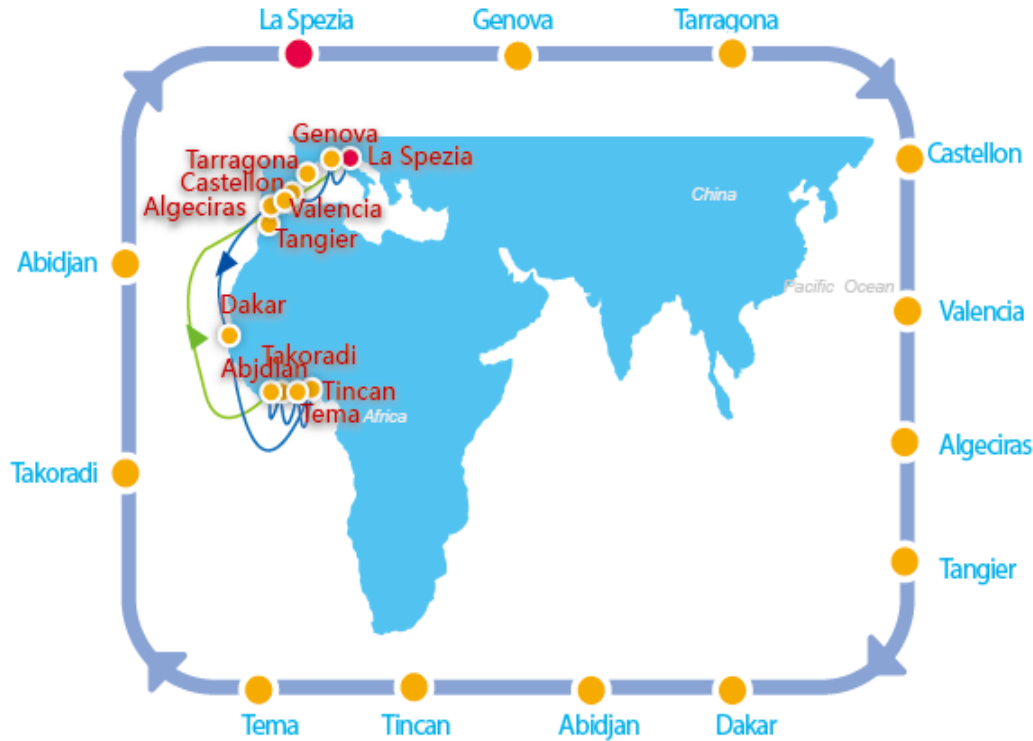 La Spezia
Genova
Tarragona
Genova
La Spezia
Tarragona
Castellon
Castellon
China
Algeciras
Valencia
Tangier
Abidjan
Pacific Ocean
Dakar
Valencia
Takoradi
Abjdian
Tincan
Tema
Africa
Algeciras
Takoradi
Tangier
Tema
Tincan
Abidjan
Dakar